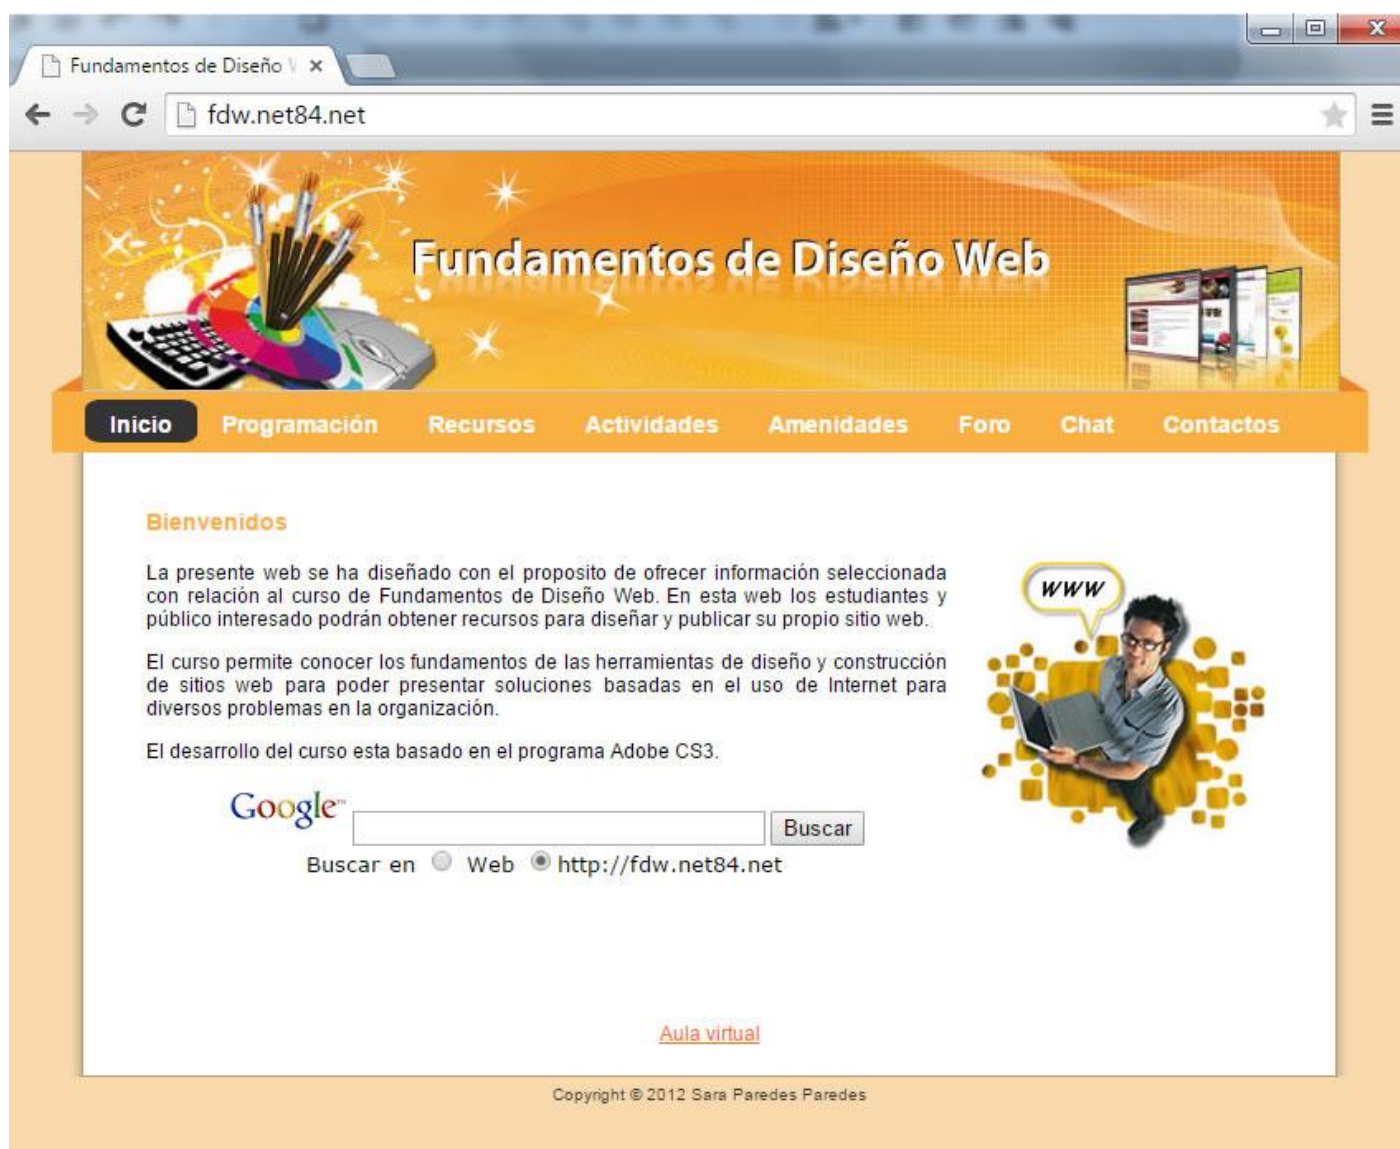 Fundamentos de Diseño
fdw.net84.net
Fundamentos de Diseño Web
Inicio Programación Recursos Actividades Amenidades Foro Chat Contactos
Bienvenidos
La presente web se ha diseñado con el proposito de ofrecer información seleccionada
con relación al curso de Fundamentos de Diseño Web. En esta web los estudiantes y
público interesado podrán obtener recursos para diseñar y publicar su propio sitio web.
www
El curso permite conocer los fundamentos de las herramientas de diseño y construcción
de sitios web para poder presentar soluciones basadas en el uso de Internet para
diversos problemas en la organización.
El desarrollo del curso esta basado en el programa Adobe CS3.
Google™
Buscar
Buscar en Web http://fdw.net84.net
Aula virtual
Copyright © 2012 Sara Paredes Paredes